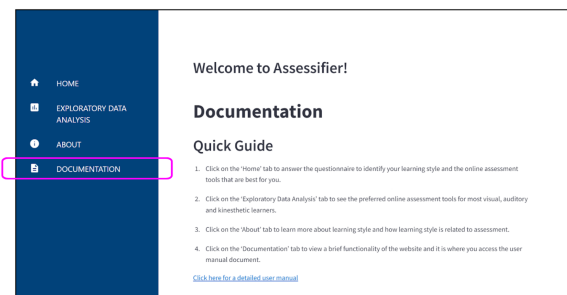 HOME
EXPLORATORY DATA
ANALYSIS
ABOUT
DOCUMENTATION
Welcome to Assessifier!
Documentation
Quick Guide
1. Click on the 'Home' tab to answer the questionnaire to identify your learning style and the online assessment
tools that are best for you.
2. Click on the 'Exploratory Data Analysis' tab to see the preferred online assessment tools for most visual, auditory
and kinesthetic learners.
3. Click on the 'About' tab to learn more about learning style and how learning style is related to assessment.
4. Click on the 'Documentation' tab to view a brief functionality of the website and it is where you access the user
manual document.
Click here for a detailed user manual